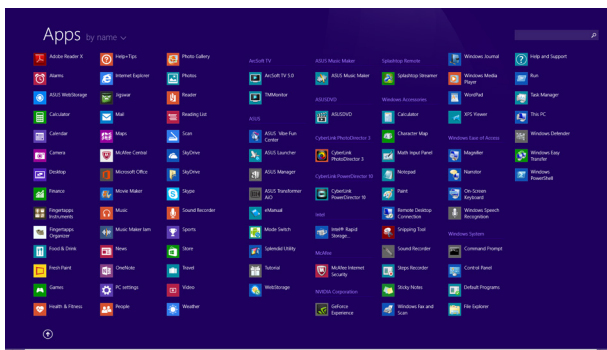 Apps by name
Adobe Reader X
Alarms
ASUS WebStorage
Calculator
Calendar
Camera
Desktop
Finance
Fingertapps
Instruments
Fingertapps
Organizer
Food & Drink
Fresh Paint
Games
Health & Fitness
Help+Tips
Internet Explorer
Jigswar
Mail
Maps
McAfee Central
Microsoft Office
Movie Maker
Music
Music Maker Jam
News
OneNote
PC settings
People
Photo Gallery
Photos
Reader
Reading List
Scan
SkyDrive
SkyDrive
Skype
Sound Recorder
Sports
Store
Travel
Video
Weather
ArcSoft TV
ArcSoft TV 5.0
TMMonitor
ASUS
ASUS Vibe Fun
Center
ASUS Launcher
ASUS Manager
ASUS Transformer
AiO
eManual
Mode Switch
Splendid Utility
Tutorial
WebStorage
ASUS Music Maker
ASUS Music Maker
ASUSDVD
ASUSDVD
CyberLink PhotoDirector 3
CyberLink
PhotoDirector 3
CyberLink PowerDirector 10
CyberLink
PowerDirector 10
Intel
Intel® Rapid
Storage...
McAfee
McAfee Internet
Security
NVIDIA Corporation
GeForce
Experience
Splashtop Remote
Splashtop Streamer
Windows Accessories
Calculator
Character Map
Math Input Panel
Notepad
Paint
Remote Desktop
Connection
Snipping Tool
Sound Recorder
Steps Recorder
Sticky Notes
Windows Fax and
Scan
Windows Journal
Windows Media
Player
WordPad
XPS Viewer
Windows Ease of Access
Magnifier
Narrator
On-Screen
Keyboard
Windows Speech
Recognition
Windows System
Command Prompt
Control Panel
Default Programs
File Explorer
Help and Support
Run
Task Manager
This PC
Windows Defender
Windows Easy
Transfer
Windows
PowerShell